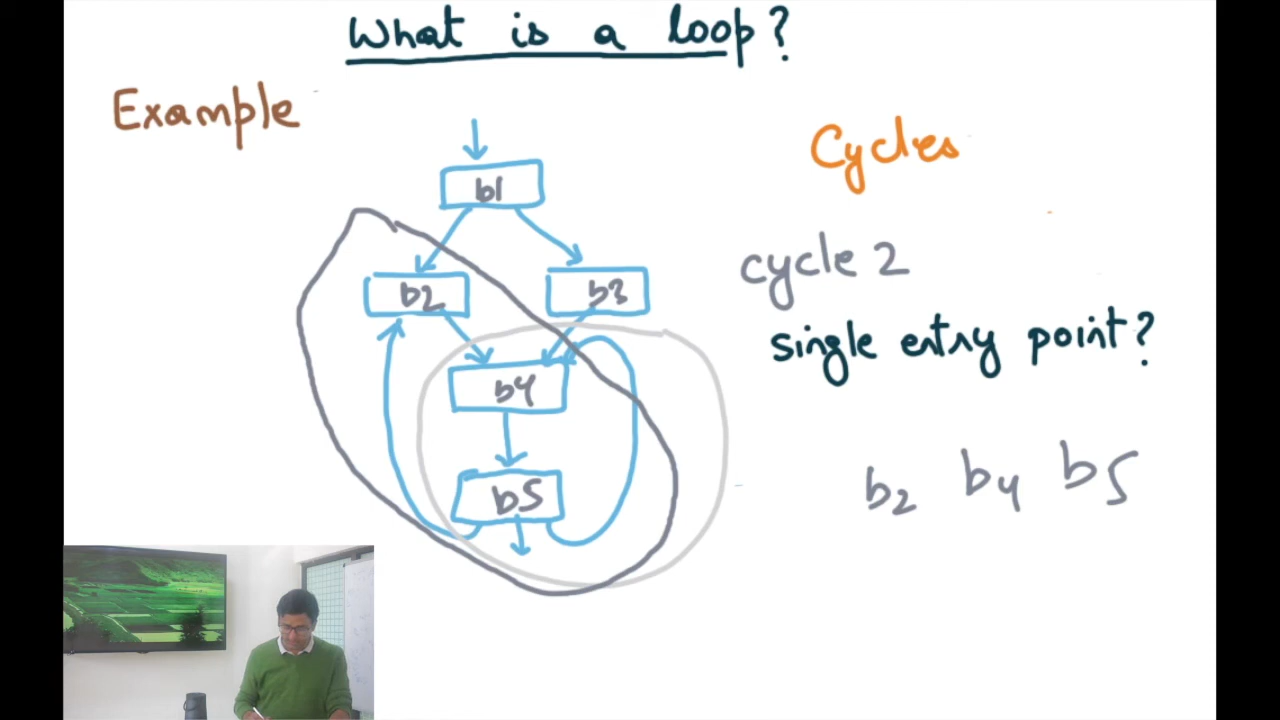 What is a loop?
Example
Cycles
b1
cycle 2
b2 b3
single entry point?
b4
b2 b4 b5
b5